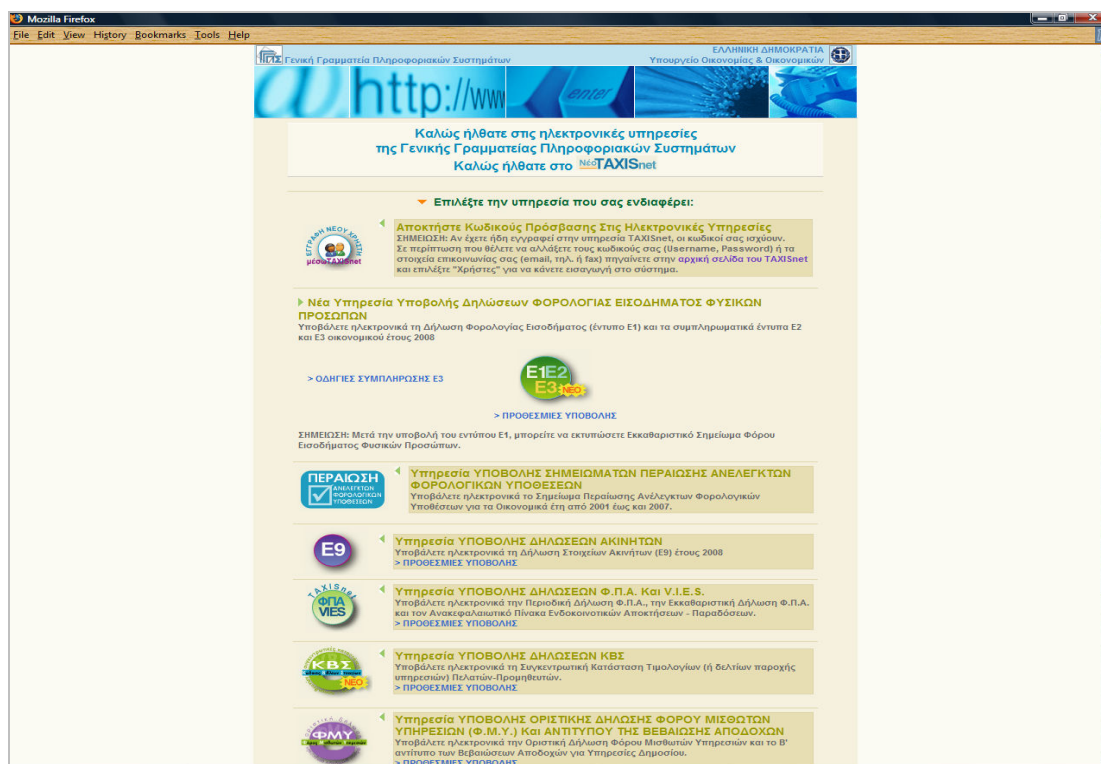 Mozilla Firefox
File Edit View History Bookmarks Tools Help
Γενική Γραμματεία Πληροφοριακών Συστημάτων
ΕΛΛΗΝΙΚΗ ΔΗΜΟΚΡΑΤΙΑ
Υπουργείο Οικονομίας & Οικονομικών
@ http://www enter
Καλώς ήλθατε στις ηλεκτρονικές υπηρεσίες
της Γενικής Γραμματείας Πληροφοριακών Συστημάτων
Καλώς ήλθατε στο Νέο TAXISnet
Επιλέξτε την υπηρεσία που σας ενδιαφέρει:
ΕΓΓΡΑΦΗ ΝΕΟΥ ΧΡΗΣΤΗ
μέσω TAXISnet
Αποκτήστε Κωδικούς Πρόσβασης Στις Ηλεκτρονικές Υπηρεσίες
ΣΗΜΕΙΩΣΗ: Αν έχετε ήδη εγγραφεί στην υπηρεσία TAXISnet, οι κωδικοί σας ισχύουν.
Σε περίπτωση που θέλετε να αλλάξετε τους κωδικούς σας (Username, Password) ή τα
στοιχεία επικοινωνίας σας (email, τηλ. ή fax) πηγαίνετε στην αρχική σελίδα του TAXISnet
και επιλέξτε "Χρήστες" για να κάνετε εισαγωγή στο σύστημα.
Νέα Υπηρεσία Υποβολής Δηλώσεων ΦΟΡΟΛΟΓΙΑΣ ΕΙΣΟΔΗΜΑΤΟΣ ΦΥΣΙΚΩΝ
ΠΡΟΣΩΠΩΝ
Υποβάλετε ηλεκτρονικά τη Δήλωση Φορολογίας Εισοδήματος (έντυπο Ε1) και τα συμπληρωματικά έντυπα Ε2
και Ε3 οικονομικού έτους 2008
> ΟΔΗΓΙΕΣ ΣΥΜΠΛΗΡΩΣΗΣ Ε3
Ε1Ε2
Ε3 ΝΕΟ
> ΠΡΟΘΕΣΜΙΕΣ ΥΠΟΒΟΛΗΣ
ΣΗΜΕΙΩΣΗ: Μετά την υποβολή του εντύπου Ε1, μπορείτε να εκτυπώσετε Εκκαθαριστικό Σημείωμα Φόρου
Εισοδήματος Φυσικών Προσώπων.
ΠΕΡΑΙΩΣΗ
ΑΝΕΛΕΓΚΤΩΝ
ΦΟΡΟΛΟΓΙΚΩΝ
ΥΠΟΘΕΣΕΩΝ
Υπηρεσία ΥΠΟΒΟΛΗΣ ΣΗΜΕΙΩΜΑΤΩΝ ΠΕΡΑΙΩΣΗΣ ΑΝΕΛΕΓΚΤΩΝ
ΦΟΡΟΛΟΓΙΚΩΝ ΥΠΟΘΕΣΕΩΝ
Υποβάλετε ηλεκτρονικά το Σημείωμα Περαίωσης Ανέλεγκτων Φορολογικών
Υποθέσεων για τα Οικονομικά έτη από 2001 έως και 2007.
Ε9
Υπηρεσία ΥΠΟΒΟΛΗΣ ΔΗΛΩΣΕΩΝ ΑΚΙΝΗΤΩΝ
Υποβάλετε ηλεκτρονικά τη Δήλωση Στοιχείων Ακινήτων (Ε9) έτους 2008
> ΠΡΟΘΕΣΜΙΕΣ ΥΠΟΒΟΛΗΣ
TAXISnet
ΦΠΑ
VIES
Υπηρεσία ΥΠΟΒΟΛΗΣ ΔΗΛΩΣΕΩΝ Φ.Π.Α. Και V.I.E.S.
Υποβάλετε ηλεκτρονικά την Περιοδική Δήλωση Φ.Π.Α., την Εκκαθαριστική Δήλωση Φ.Π.Α.
και τον Ανακεφαλαιωτικό Πίνακα Ενδοκοινοτικών Αποκτήσεων - Παραδόσεων.
> ΠΡΟΘΕΣΜΙΕΣ ΥΠΟΒΟΛΗΣ
ΚΒΣ
ΝΕΟ
Υπηρεσία ΥΠΟΒΟΛΗΣ ΔΗΛΩΣΕΩΝ ΚΒΣ
Υποβάλετε ηλεκτρονικά τη Συγκεντρωτική Κατάσταση Τιμολογίων (ή δελτίων παροχής
υπηρεσιών) Πελατών-Προμηθευτών.
> ΠΡΟΘΕΣΜΙΕΣ ΥΠΟΒΟΛΗΣ
ΦΜΥ
Υπηρεσία ΥΠΟΒΟΛΗΣ ΟΡΙΣΤΙΚΗΣ ΔΗΛΩΣΗΣ ΦΟΡΟΥ ΜΙΣΘΩΤΩΝ
ΥΠΗΡΕΣΙΩΝ (Φ.Μ.Υ.) Και ΑΝΤΙΤΥΠΟΥ ΤΗΣ ΒΕΒΑΙΩΣΗΣ ΑΠΟΔΟΧΩΝ
Υποβάλετε ηλεκτρονικά την Οριστική Δήλωση Φόρου Μισθωτών Υπηρεσιών και το Β'
αντίτυπο των Βεβαιώσεων Αποδοχών για Υπηρεσίες Δημοσίου.
> ΠΡΟΘΕΣΜΙΕΣ ΥΠΟΒΟΛΗΣ